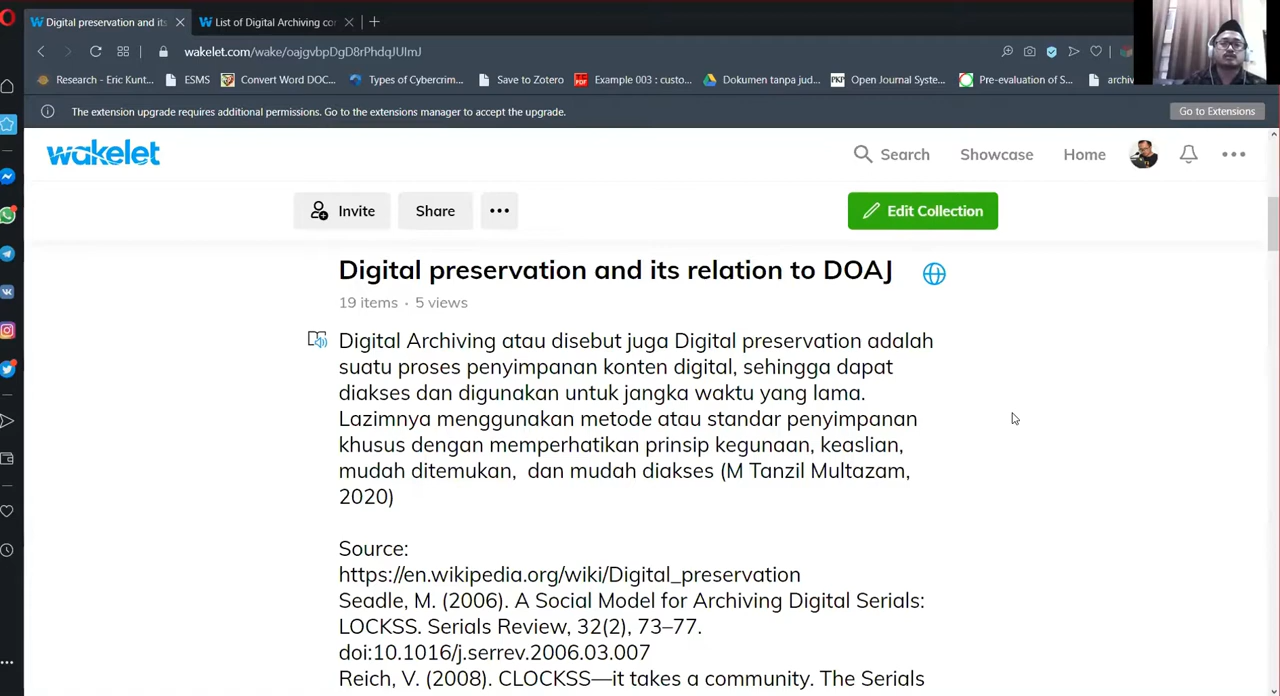 Digital preservation and its
List of Digital Archiving co
wakelet.com/wake/oajgvbpDgD8rPhdqJUImJ
Research - Eric Kunt... ESMS Convert Word DOC... Types of Cybercrim... Save to Zotero Example 003 : custo... Dokumen tanpa jud... Open Journal Syste... Pre-evaluation of S... archiv
The extension upgrade requires additional permissions. Go to the extensions manager to accept the upgrade.
Go to Extensions
wakelet
Search Showcase Home
Invite Share Edit Collection
Digital preservation and its relation to DOAJ
19 items · 5 views
Digital Archiving atau disebut juga Digital preservation adalah
suatu proses penyimpanan konten digital, sehingga dapat
diakses dan digunakan untuk jangka waktu yang lama.
Lazimnya menggunakan metode atau standar penyimpanan
khusus dengan memperhatikan prinsip kegunaan, keaslian,
mudah ditemukan, dan mudah diakses (M Tanzil Multazam,
2020)
Source:
https://en.wikipedia.org/wiki/Digital_preservation
Seadle, M. (2006). A Social Model for Archiving Digital Serials:
LOCKSS. Serials Review, 32(2), 73–77.
doi:10.1016/j.serrev.2006.03.007
Reich, V. (2008). CLOCKSS—it takes a community. The Serials